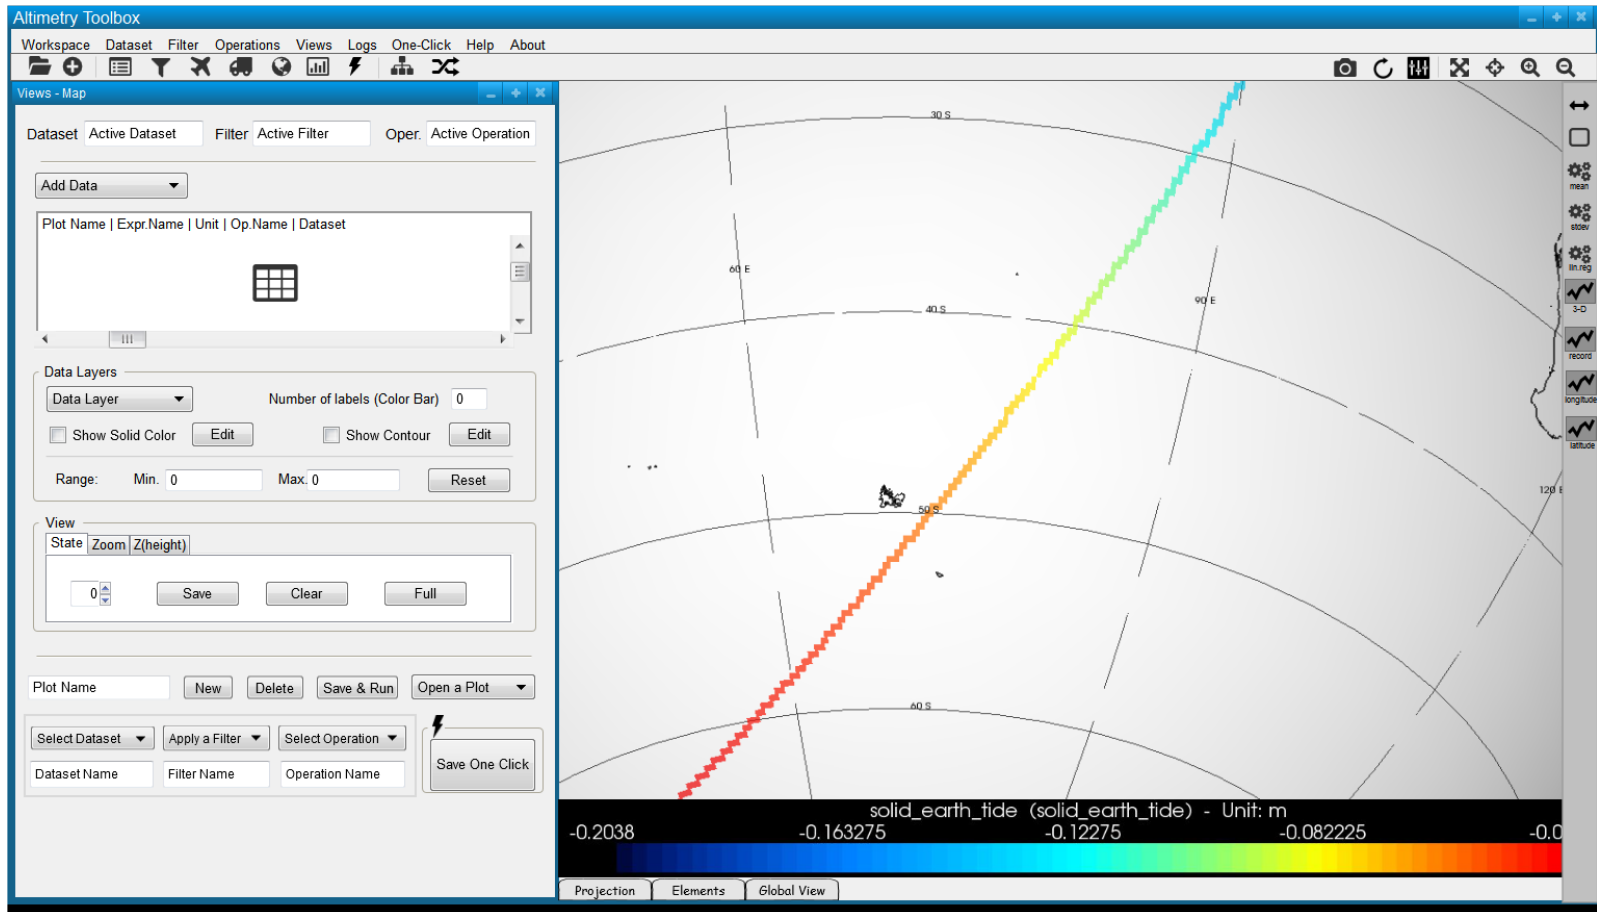 Altimetry Toolbox
Workspace Dataset Filter Operations Views Logs One-Click Help About
Views - Map
Dataset Active Dataset Filter Active Filter Oper. Active Operation
Add Data
Plot Name | Expr.Name | Unit | Op.Name | Dataset
Data Layers
Data Layer Number of labels (Color Bar) 0
Show Solid Color Edit Show Contour Edit
Range: Min. 0 Max. 0 Reset
View
State Zoom Z(height)
0 Save Clear Full
Plot Name New Delete Save & Run Open a Plot
Select Dataset Apply a Filter Select Operation
Dataset Name Filter Name Operation Name
Save One Click
30 S
60 E
40 S
90 E
120 E
50 S
60 S
mean
stdev
lin.reg
3-D
record
longitude
latitude
solid_earth_tide (solid_earth_tide) - Unit: m
-0.2038 -0.163275 -0.12275 -0.082225 -0.0
Projection Elements Global View